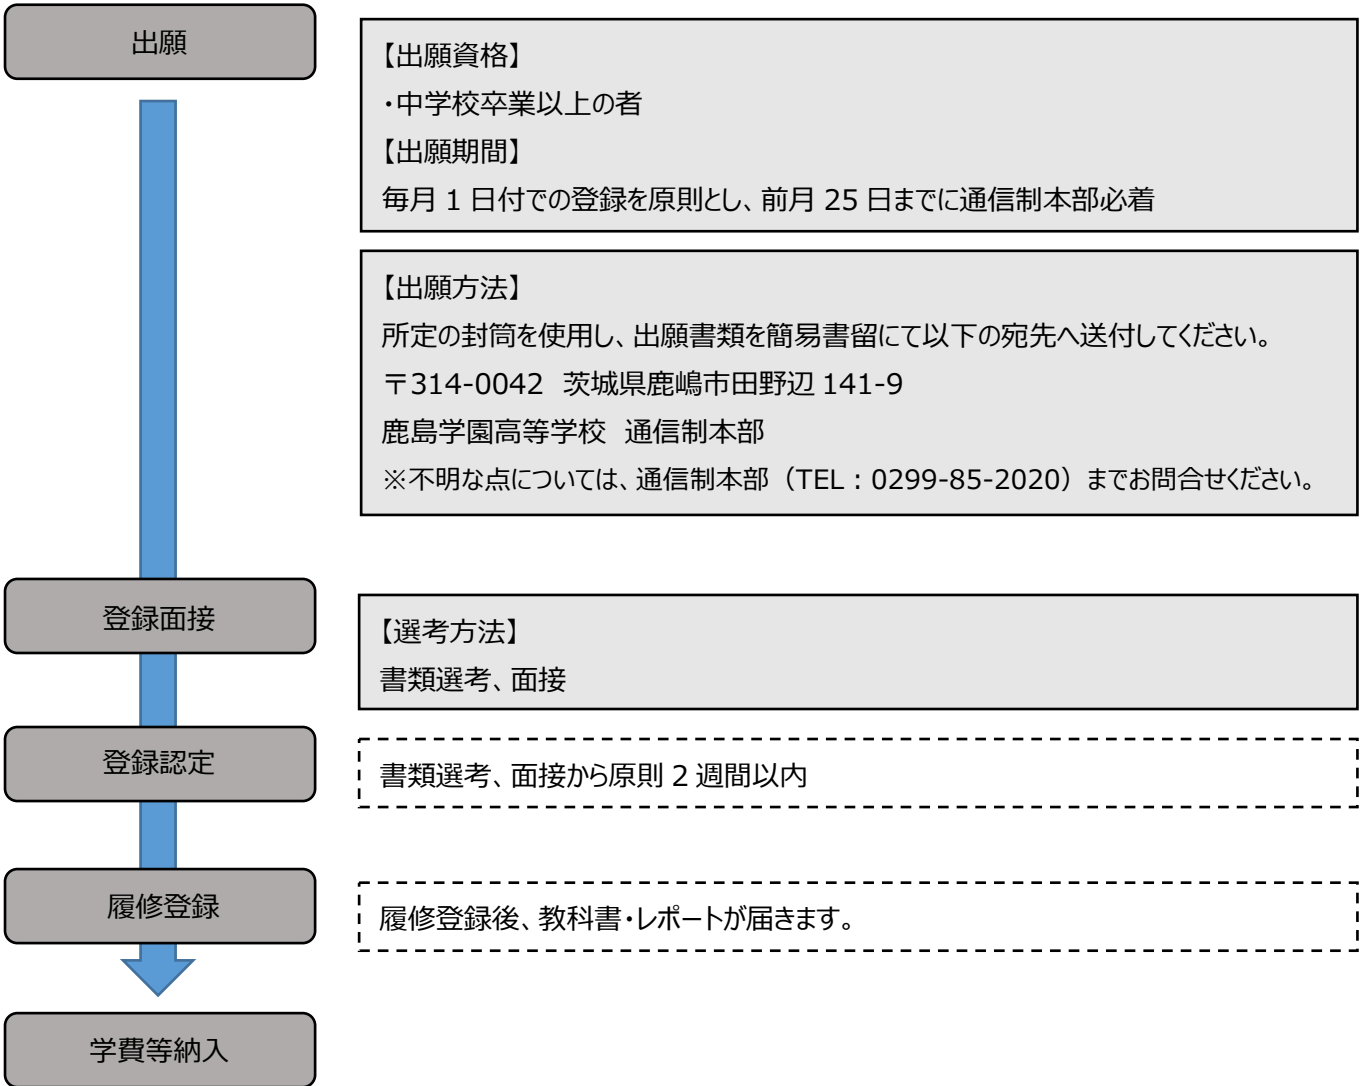 出願
【出願資格】
・中学校卒業以上の者
【出願期間】
毎月 1 日付での登録を原則とし、前月 25 日までに通信制本部必着
【出願方法】
所定の封筒を使用し、出願書類を簡易書留にて以下の宛先へ送付してください。
〒314-0042 茨城県鹿嶋市田野辺 141-9
鹿島学園高等学校 通信制本部
※不明な点については、通信制本部（TEL：0299-85-2020）までお問合せください。
登録面接
【選考方法】
書類選考、面接
登録認定
書類選考、面接から原則 2 週間以内
履修登録
履修登録後、教科書・レポートが届きます。
学費等納入